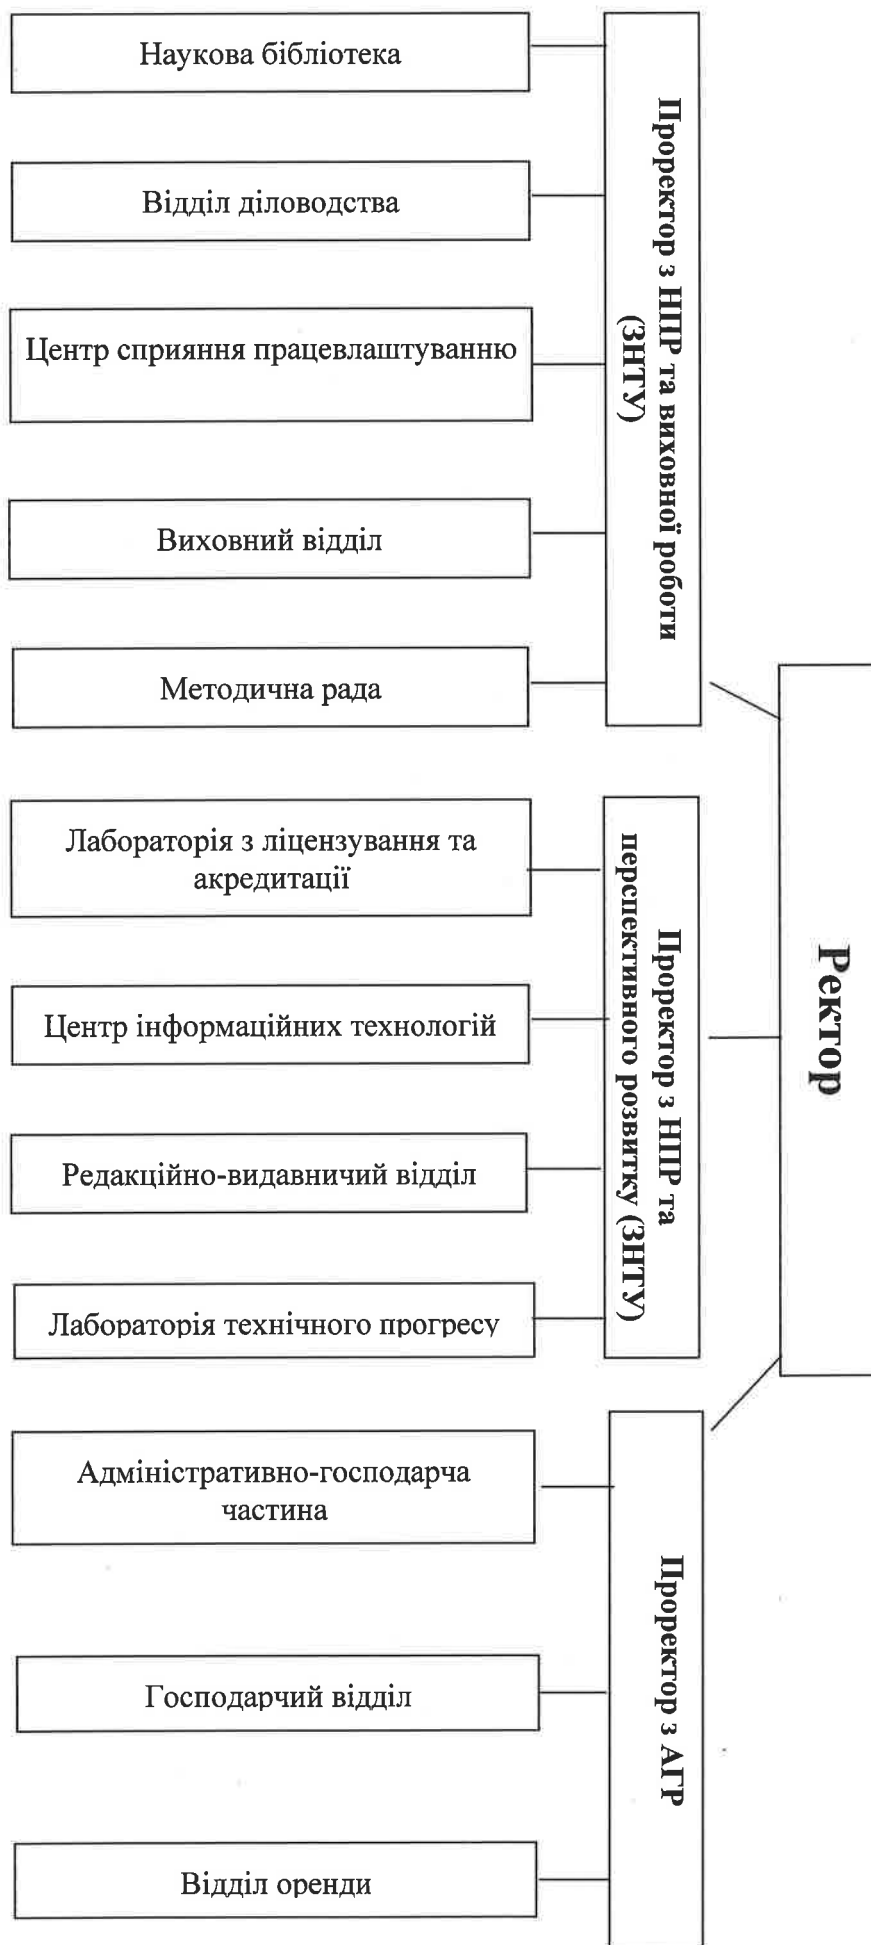 Наукова бібліотека
Відділ діловодства
Центр сприяння працевлаштуванню
Виховний відділ
Методична рада
Проректор з НПР та виховної роботи
(ЗНТУ)
Лабораторія з ліцензування та
акредитації
Центр інформаційних технологій
Редакційно-видавничий відділ
Лабораторія технічного прогресу
Проректор з НПР та
перспективного розвитку (ЗНТУ)
Адміністративно-господарча
частина
Господарчий відділ
Відділ оренди
Проректор з АГР
Ректор